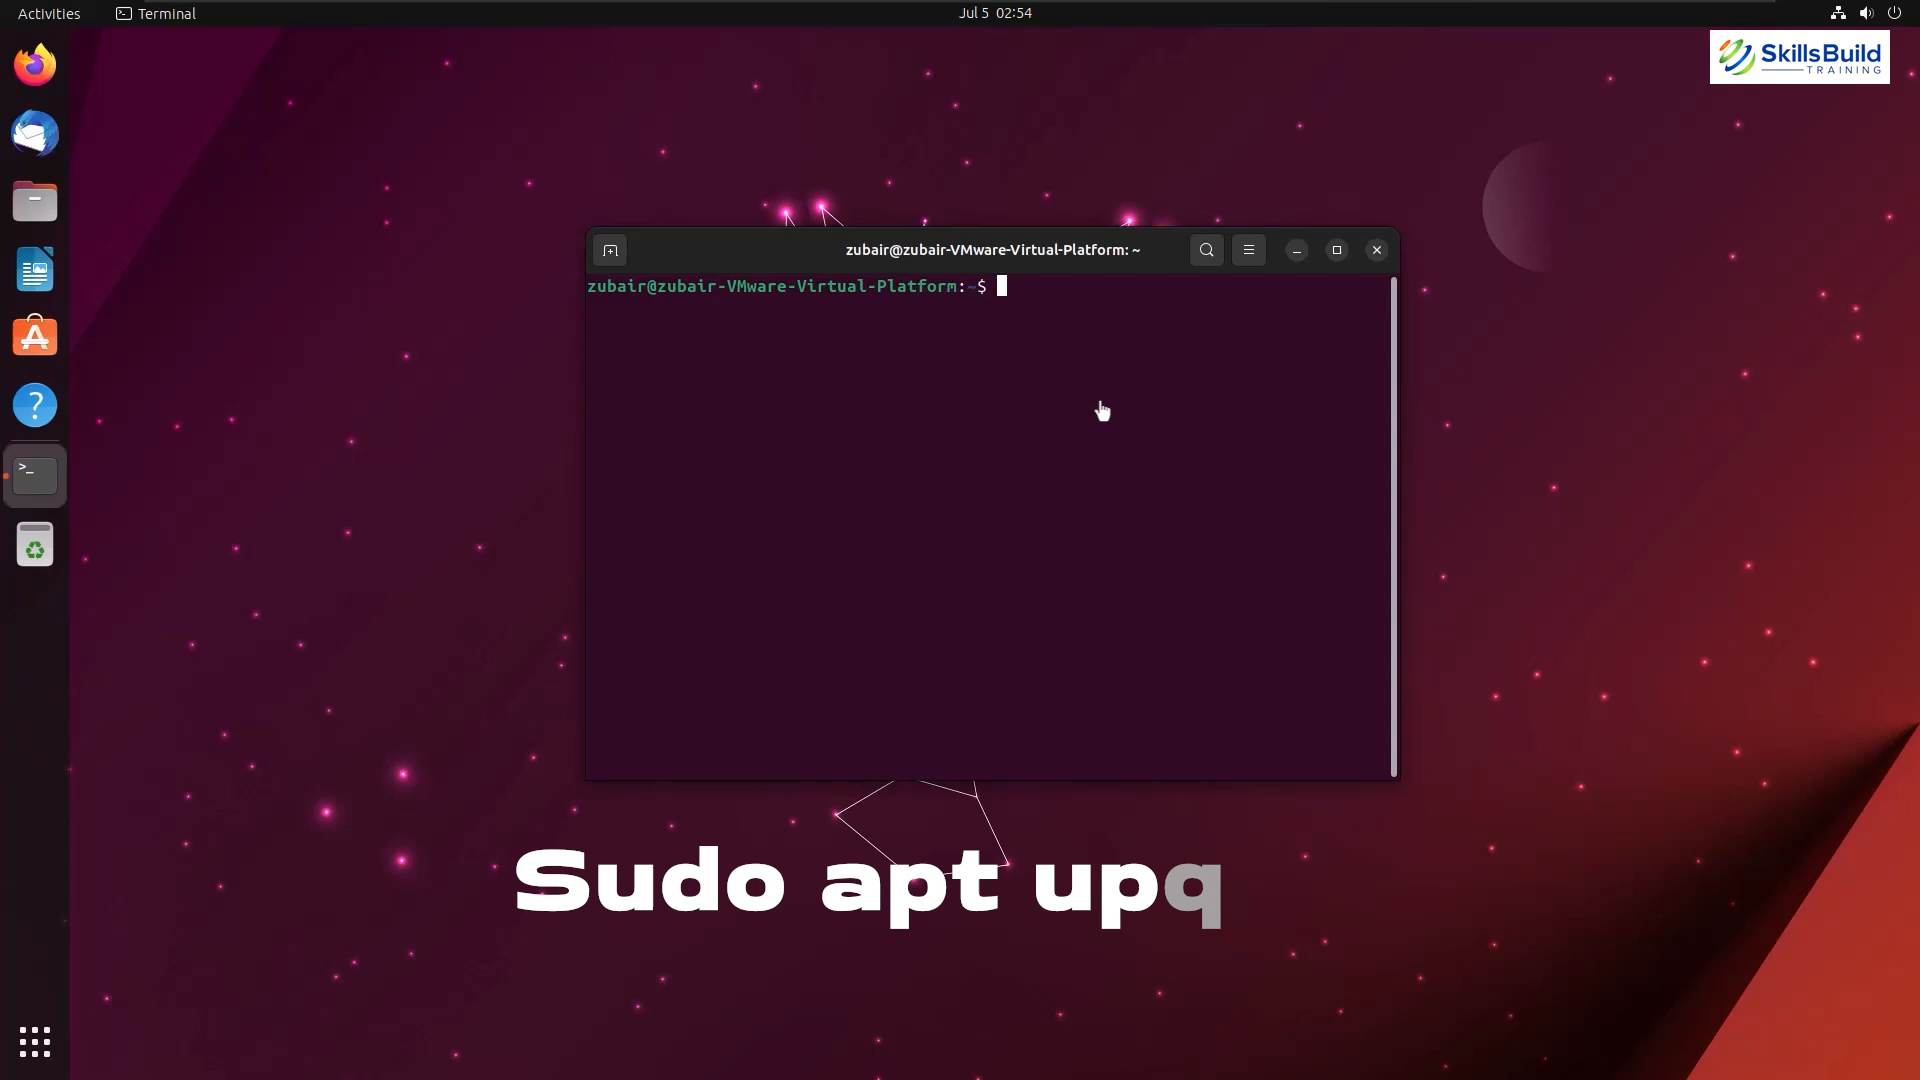 Activities
Terminal
Jul 5 02:54
SkillsBuild
TRAINING
zubair@zubair-VMware-Virtual-Platform: ~
zubair@zubair-VMware-Virtual-Platform:~$
Sudo apt upq